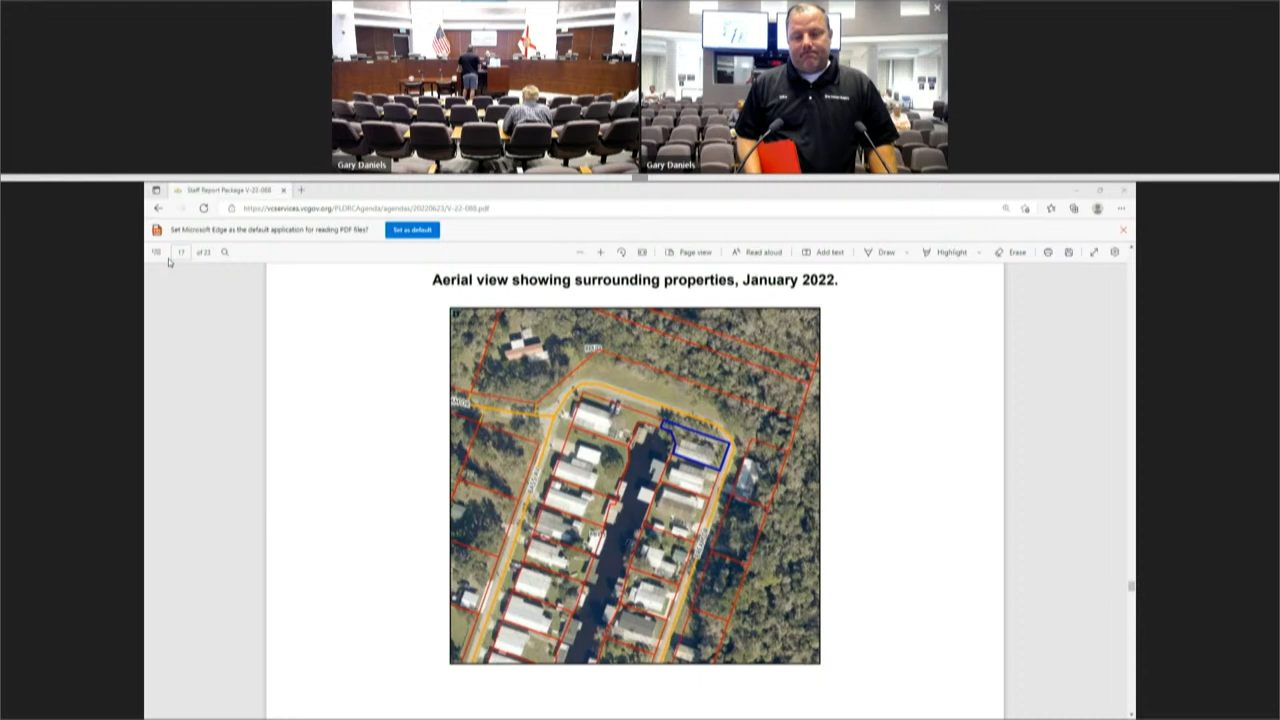 Gary Daniels
Gary Daniels
Staff Report Package V-22-088
https://vcservices.vcgov.org/PLDRCAgenda/agendas/20220623/V-22-088.pdf
Set Microsoft Edge as the default application for reading PDF files?
Set as default
17 of 23
Page view
Read aloud
Add text
Draw
Highlight
Erase
Aerial view showing surrounding properties, January 2022.